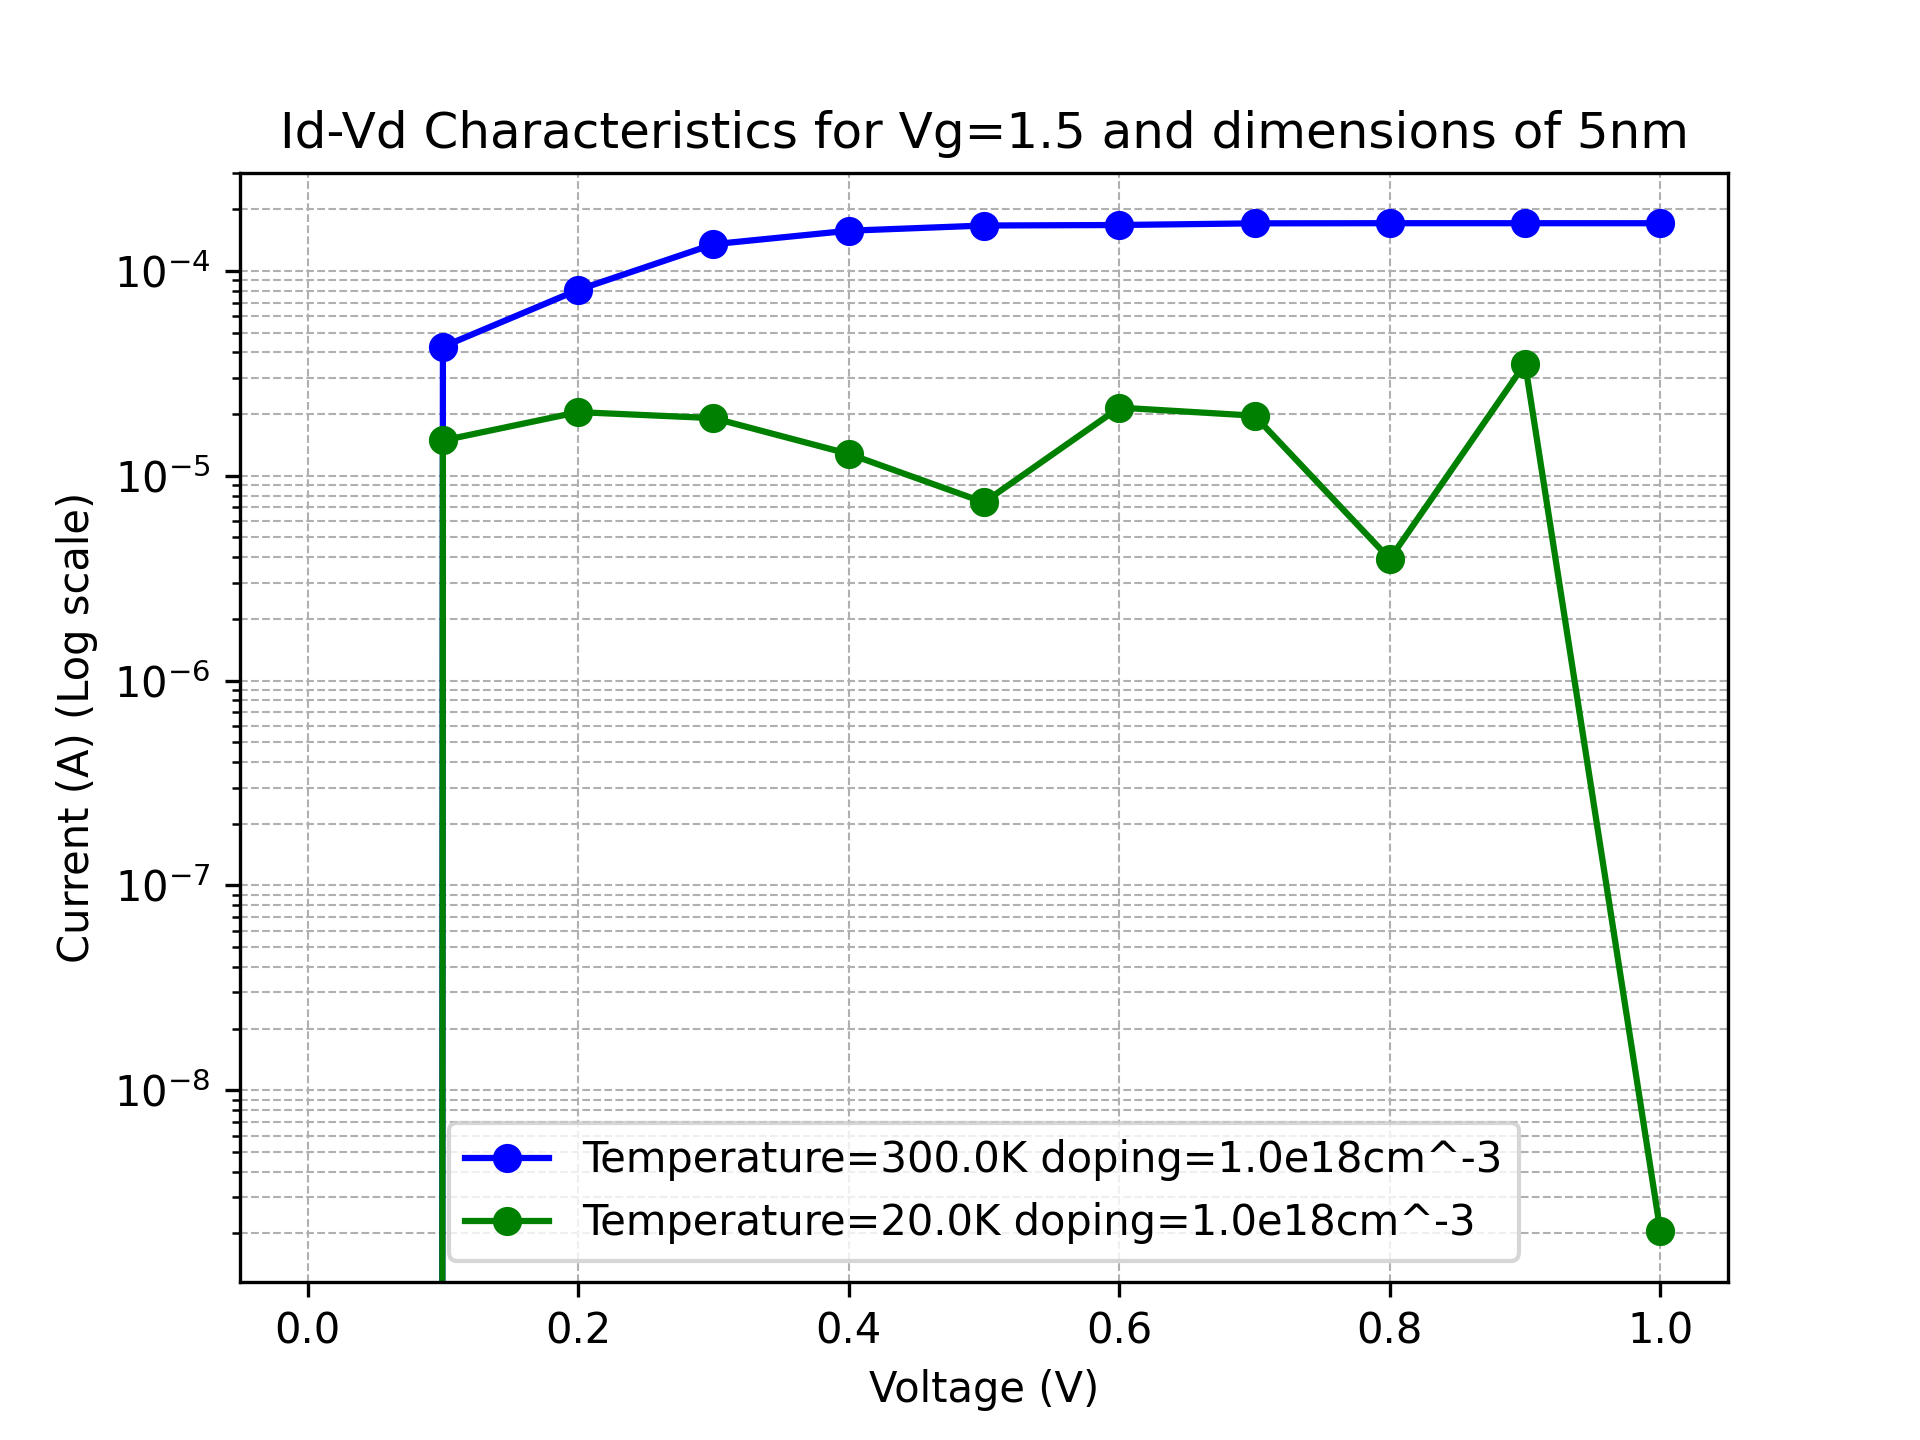 Id-Vd Characteristics for Vg=1.5 and dimensions of 5nm
Current (A) (Log scale)
10⁻⁴
10⁻⁵
10⁻⁶
10⁻⁷
10⁻⁸
Temperature=300.0K doping=1.0e18cm^-3
Temperature=20.0K doping=1.0e18cm^-3
0.0 0.2 0.4 0.6 0.8 1.0
Voltage (V)